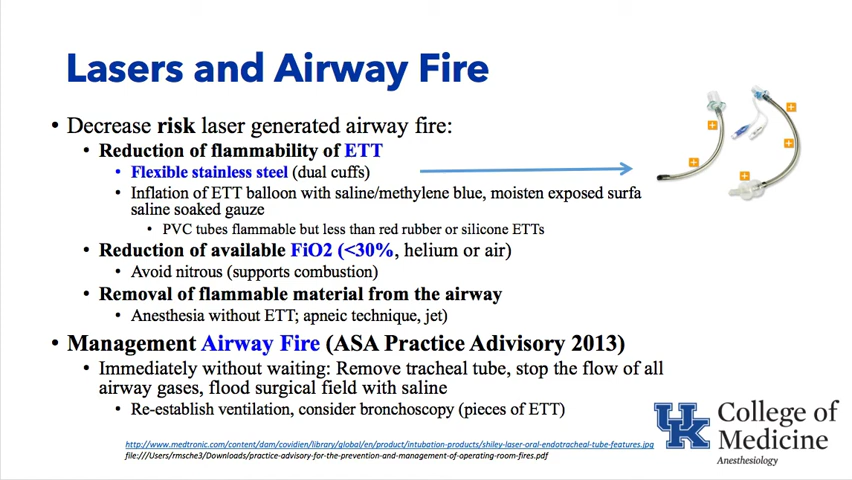 Lasers and Airway Fire
• Decrease risk laser generated airway fire:
• Reduction of flammability of ETT
• Flexible stainless steel (dual cuffs)
• Inflation of ETT balloon with saline/methylene blue, moisten exposed surfa
saline soaked gauze
• PVC tubes flammable but less than red rubber or silicone ETTs
• Reduction of available FiO2 (<30%, helium or air)
• Avoid nitrous (supports combustion)
• Removal of flammable material from the airway
• Anesthesia without ETT; apneic technique, jet)
• Management Airway Fire (ASA Practice Adivisory 2013)
• Immediately without waiting: Remove tracheal tube, stop the flow of all
airway gases, flood surgical field with saline
• Re-establish ventilation, consider bronchoscopy (pieces of ETT)
http://www.medtronic.com/content/dam/covidien/library/global/en/product/intubation-products/shiley-laser-oral-endotracheal-tube-features.jpg
file:///Users/rmsche3/Downloads/practice-advisory-for-the-prevention-and-management-of-operating-room-fires.pdf
UK
College of
Medicine
Anesthesiology